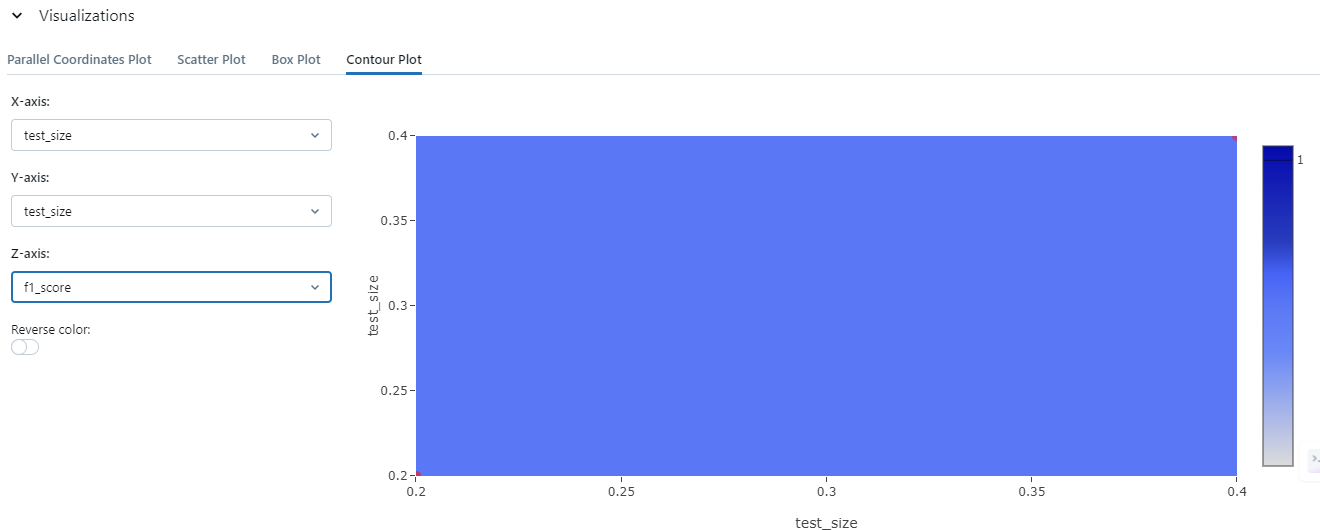 Visualizations
Parallel Coordinates Plot Scatter Plot Box Plot Contour Plot
X-axis:
test_size
Y-axis:
test_size
Z-axis:
f1_score
Reverse color:
test_size
0.4
0.35
0.3
0.25
0.2
0.2 0.25 0.3 0.35 0.4
test_size
1